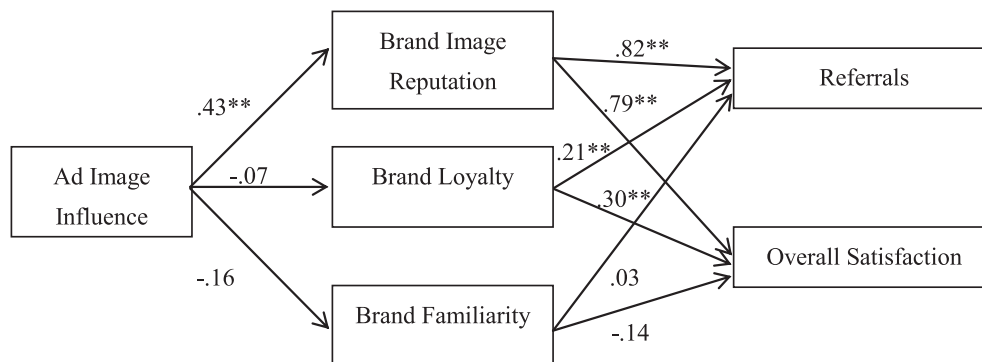 Brand Image
Reputation
.82**
Referrals
.43**
.79**
Ad Image
Influence
-.07
Brand Loyalty
.21**
.30**
Overall Satisfaction
-.16
Brand Familiarity
.03
-.14